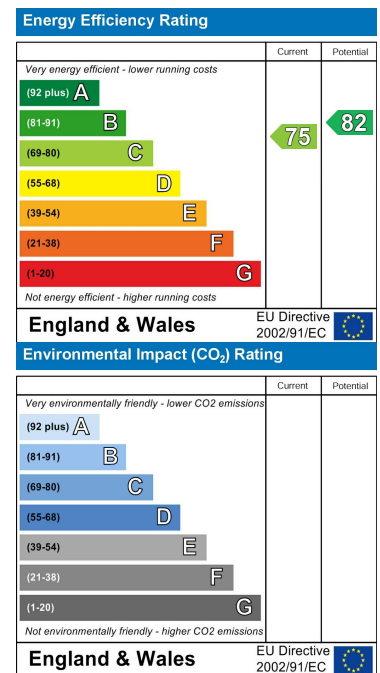 Energy Efficiency Rating
Current Potential
Very energy efficient - lower running costs
(92 plus) A
(81-91) B
(69-80) C
(55-68) D
(39-54) E
(21-38) F
(1-20) G
75 82
Not energy efficient - higher running costs
England & Wales EU Directive 2002/91/EC
Environmental Impact (CO₂) Rating
Current Potential
Very environmentally friendly - lower CO2 emissions
(92 plus) A
(81-91) B
(69-80) C
(55-68) D
(39-54) E
(21-38) F
(1-20) G
Not environmentally friendly - higher CO2 emissions
England & Wales EU Directive 2002/91/EC